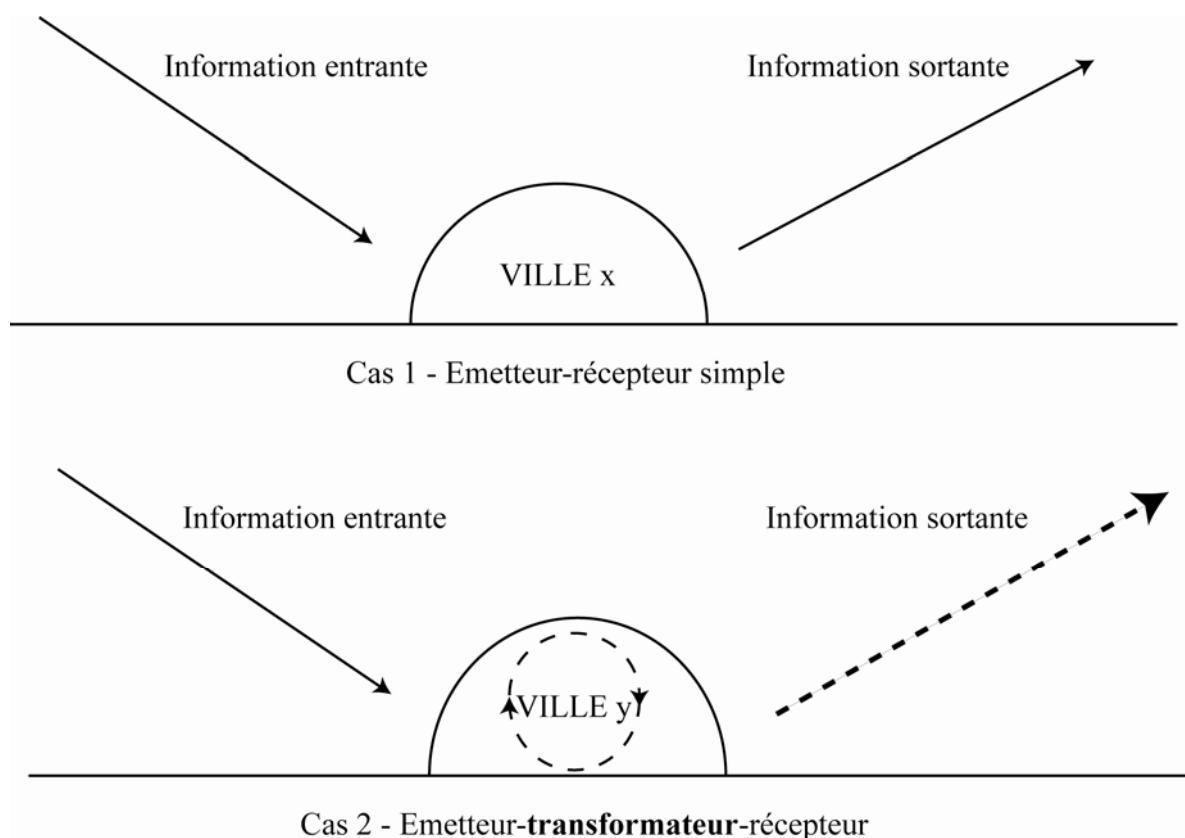 Information entrante
Information sortante
VILLE x
Cas 1 - Emetteur-récepteur simple
Information entrante
Information sortante
VILLE y
Cas 2 - Emetteur-transformateur-récepteur